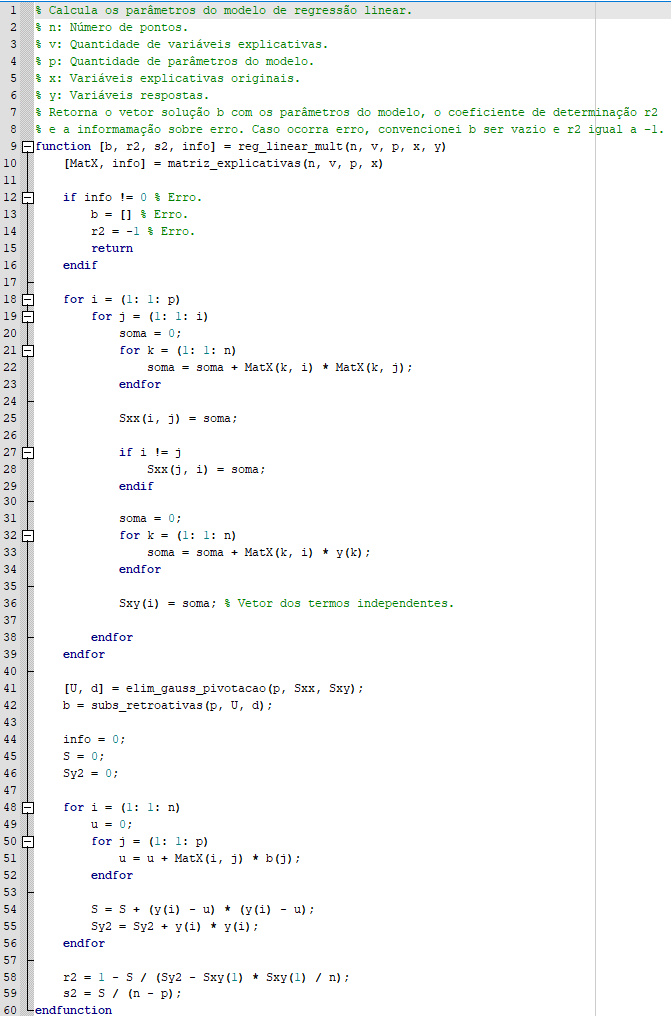 1 % Calcula os parâmetros do modelo de regressão linear.
2 % n: Número de pontos.
3 % v: Quantidade de variáveis explicativas.
4 % p: Quantidade de parâmetros do modelo.
5 % x: Variáveis explicativas originais.
6 % y: Variáveis respostas.
7 % Retorna o vetor solução b com os parâmetros do modelo, o coeficiente de determinação r2
8 % e a informamação sobre erro. Caso ocorra erro, convencionei b ser vazio e r2 igual a -1.
9 function [b, r2, s2, info] = reg_linear_mult(n, v, p, x, y)
10 [MatX, info] = matriz_explicativas(n, v, p, x)
11
12 if info != 0 % Erro.
13 b = [] % Erro.
14 r2 = -1 % Erro.
15 return
16 endif
17
18 for i = (1: 1: p)
19 for j = (1: 1: i)
20 soma = 0;
21 for k = (1: 1: n)
22 soma = soma + MatX(k, i) * MatX(k, j);
23 endfor
24
25 Sxx(i, j) = soma;
26
27 if i != j
28 Sxx(j, i) = soma;
29 endif
30
31 soma = 0;
32 for k = (1: 1: n)
33 soma = soma + MatX(k, i) * y(k);
34 endfor
35
36 Sxy(i) = soma; % Vetor dos termos independentes.
37
38 endfor
39 endfor
40
41 [U, d] = elim_gauss_pivotacao(p, Sxx, Sxy);
42 b = subs_retroativas(p, U, d);
43
44 info = 0;
45 S = 0;
46 Sy2 = 0;
47
48 for i = (1: 1: n)
49 u = 0;
50 for j = (1: 1: p)
51 u = u + MatX(i, j) * b(j);
52 endfor
53
54 S = S + (y(i) - u) * (y(i) - u);
55 Sy2 = Sy2 + y(i) * y(i);
56 endfor
57
58 r2 = 1 - S / (Sy2 - Sxy(1) * Sxy(1) / n);
59 s2 = S / (n - p);
60 endfunction